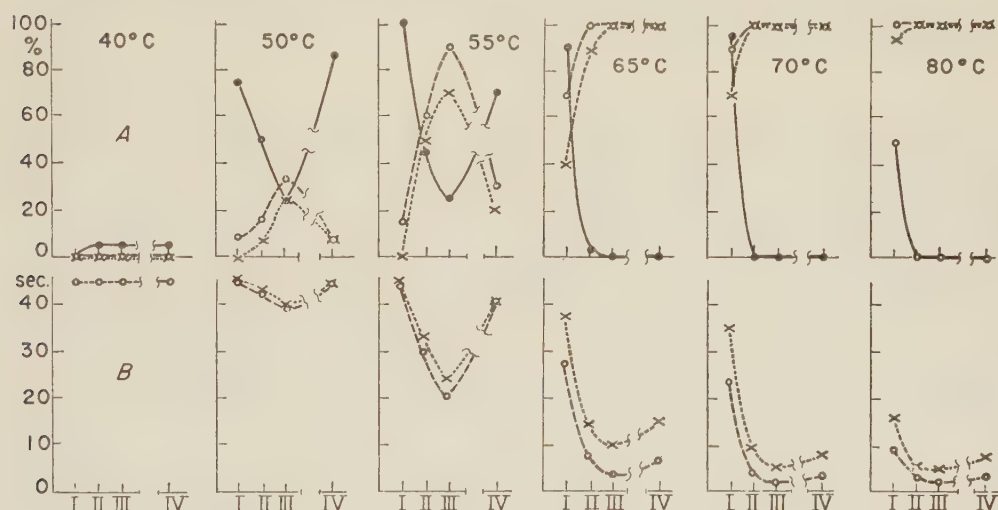 100
%
80
60
40
20
0
A
40°C
50°C
55°C
65°C
70°C
80°C
sec.
40
30
20
10
0
B
I II III IV
I II III IV
I II III IV
I II III IV
I II III IV
I II III IV